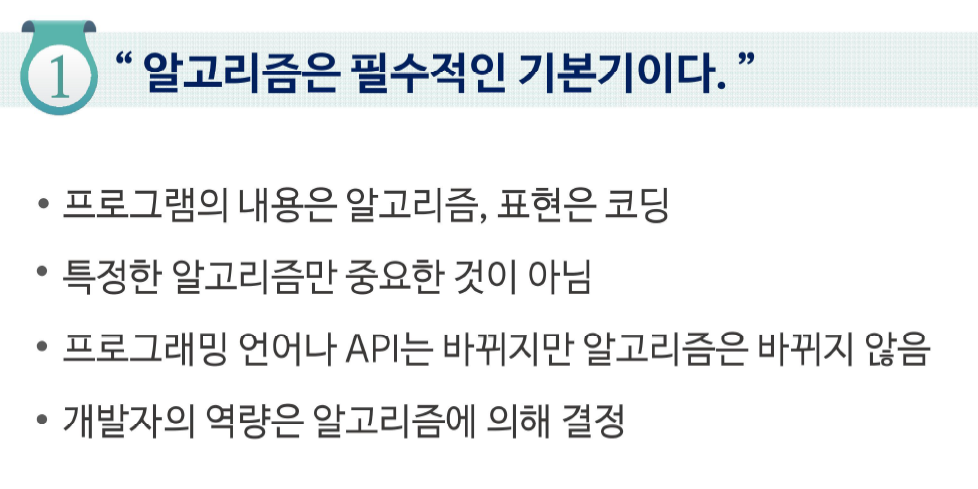 1 “ 알고리즘은 필수적인 기본기이다. ”
• 프로그램의 내용은 알고리즘, 표현은 코딩
• 특정한 알고리즘만 중요한 것이 아님
• 프로그래밍 언어나 API는 바뀌지만 알고리즘은 바뀌지 않음
• 개발자의 역량은 알고리즘에 의해 결정